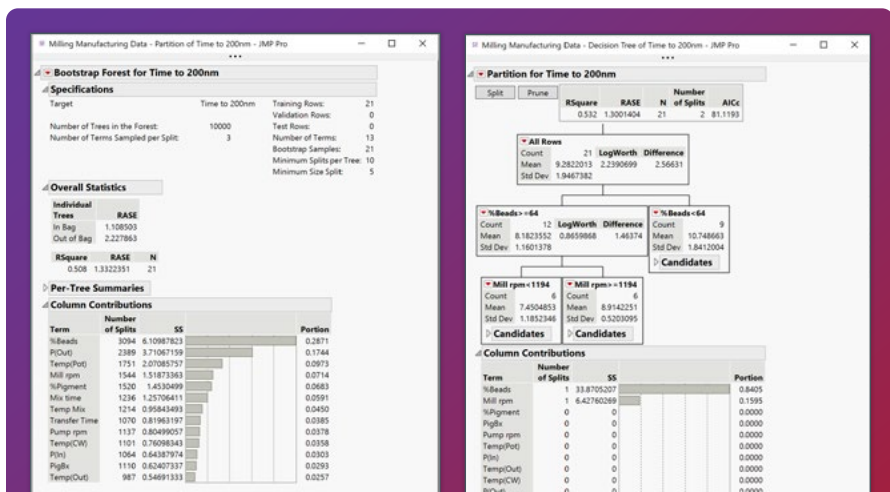 Milling Manufacturing Data - Partition of Time to 200nm - JMP Pro
Bootstrap Forest for Time to 200nm
Specifications
Target Time to 200nm Training Rows: 21
Validation Rows: 0
Number of Trees in the Forest: 10000 Test Rows: 0
Number of Terms Sampled per Split: 3 Number of Terms: 13
Bootstrap Samples: 21
Minimum Splits per Tree: 10
Minimum Size Split: 5
Overall Statistics
Individual
Trees RASE
In Bag 1.108503
Out of Bag 2.227863
RSquare RASE N
0.508 1.3322351 21
Per-Tree Summaries
Column Contributions
Number
Term of Splits SS Portion
%Beads 3094 6.10987823 0.2871
P(Out) 2389 3.71067159 0.1744
Temp(Pot) 1751 2.07085757 0.0973
Mill rpm 1544 1.51873363 0.0714
%Pigment 1520 1.4530499 0.0683
Mix time 1236 1.25706411 0.0591
Temp Mix 1214 0.95843493 0.0450
Transfer Time 1070 0.81963197 0.0385
Pump rpm 1137 0.80499057 0.0378
Temp(CW) 1101 0.76098343 0.0358
P(In) 1064 0.64387974 0.0303
PigBx 1110 0.62407337 0.0293
Temp(Out) 987 0.54691333 0.0257
Milling Manufacturing Data - Decision Tree of Time to 200nm - JMP Pro
Partition for Time to 200nm
Split Prune
Number
RSquare RASE N of Splits AICc
0.532 1.3001404 21 2 81.1193
All Rows
Count 21 LogWorth Difference
Mean 9.2822013 2.2390699 2.56631
Std Dev 1.9467382
%Beads>=64 %Beads<64
Count 12 LogWorth Difference Count 9
Mean 8.1823552 0.8659868 1.46374 Mean 10.748663
Std Dev 1.1601378 Std Dev 1.8412004
Candidates
Mill rpm<1194 Mill rpm>=1194
Count 6 Count 6
Mean 7.4504853 Mean 8.9142251
Std Dev 1.1852346 Std Dev 0.5203095
Candidates Candidates
Column Contributions
Number
Term of Splits SS Portion
%Beads 1 33.8705207 0.8405
Mill rpm 1 6.42760269 0.1595
%Pigment 0 0 0.0000
PigBx 0 0 0.0000
Pump rpm 0 0 0.0000
Temp(Pot) 0 0 0.0000
P(In) 0 0 0.0000
Temp(Out) 0 0 0.0000
Temp(CW) 0 0 0.0000
P(Out) 0 0 0.0000